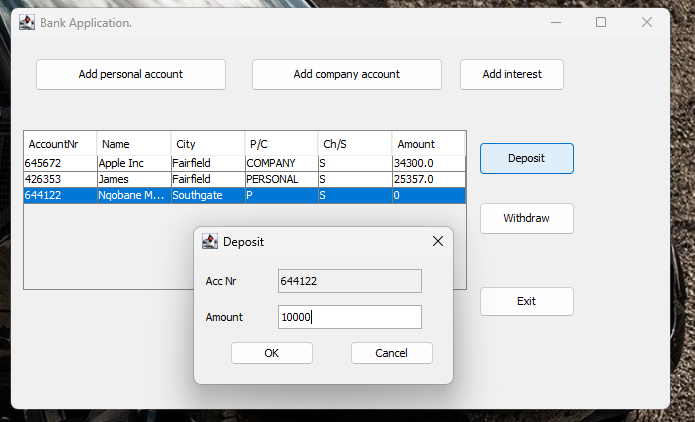 Bank Application.
Add personal account Add company account Add interest
AccountNr Name City P/C Ch/S Amount
645672 Apple Inc Fairfield COMPANY S 34300.0
426353 James Fairfield PERSONAL S 25357.0
644122 Nqobane M... Southgate P S 0
Deposit
Withdraw
Exit
Deposit
Acc Nr 644122
Amount 10000
OK Cancel